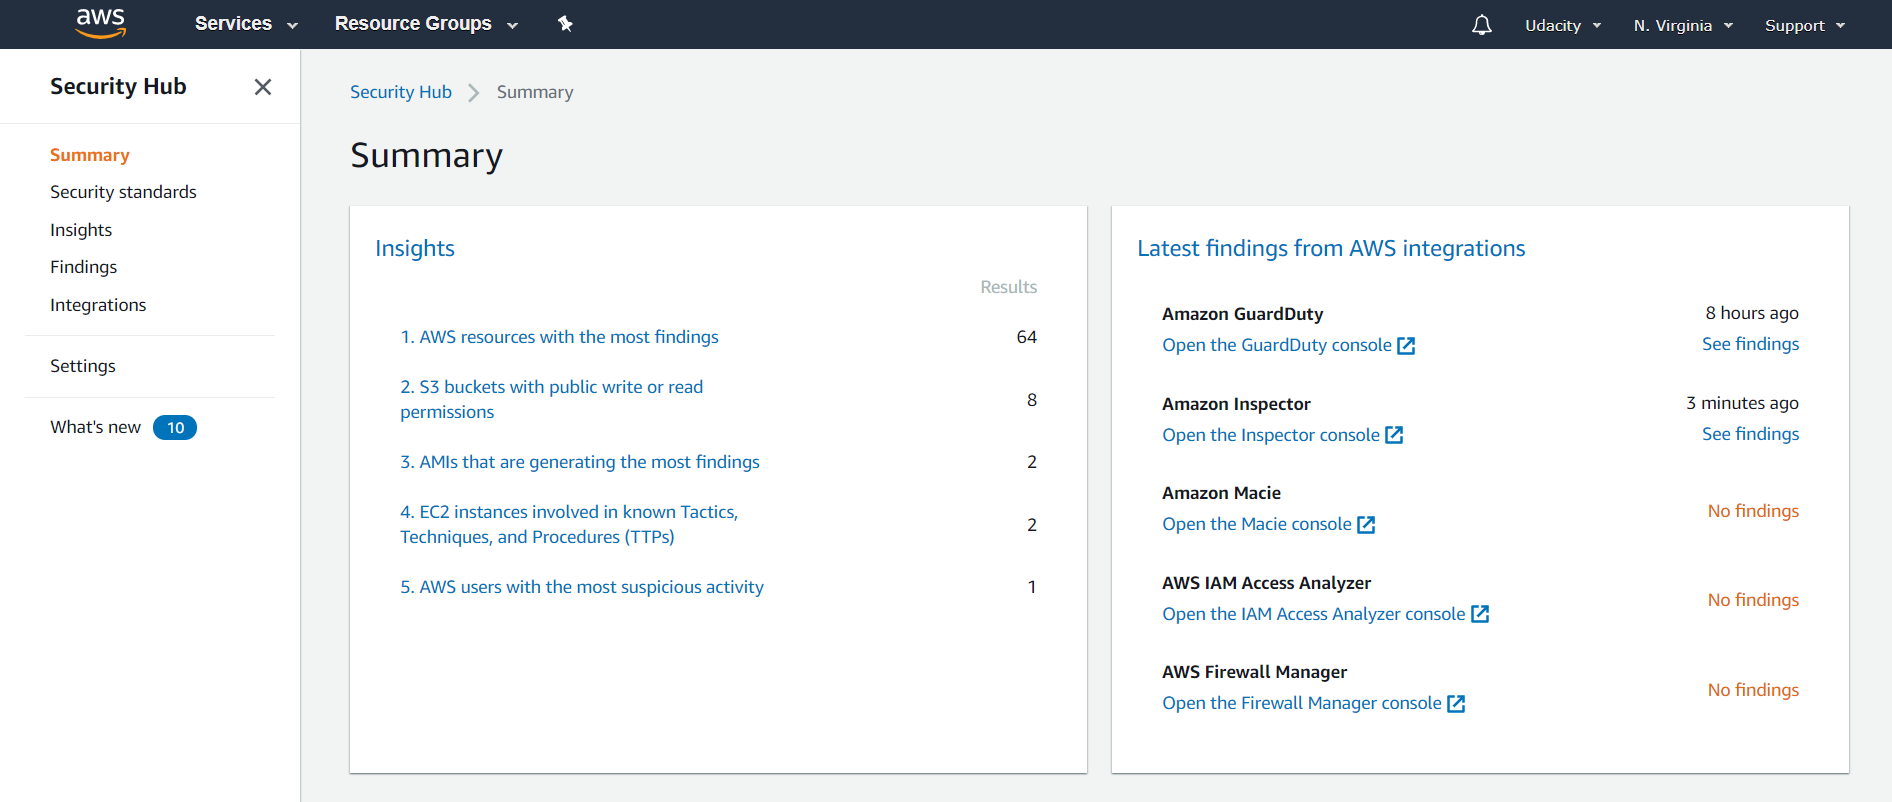 aws
Services
Resource Groups
Udacity
N. Virginia
Support
Security Hub
Summary
Security standards
Insights
Findings
Integrations
Settings
What's new 10
Security Hub
Summary
Summary
Insights
Results
1. AWS resources with the most findings 64
2. S3 buckets with public write or read
permissions
8
3. AMIs that are generating the most findings 2
4. EC2 instances involved in known Tactics,
Techniques, and Procedures (TTPs)
2
5. AWS users with the most suspicious activity 1
Latest findings from AWS integrations
Amazon GuardDuty 8 hours ago
Open the GuardDuty console See findings
Amazon Inspector 3 minutes ago
Open the Inspector console See findings
Amazon Macie
No findings
Open the Macie console
AWS IAM Access Analyzer
No findings
Open the IAM Access Analyzer console
AWS Firewall Manager
No findings
Open the Firewall Manager console